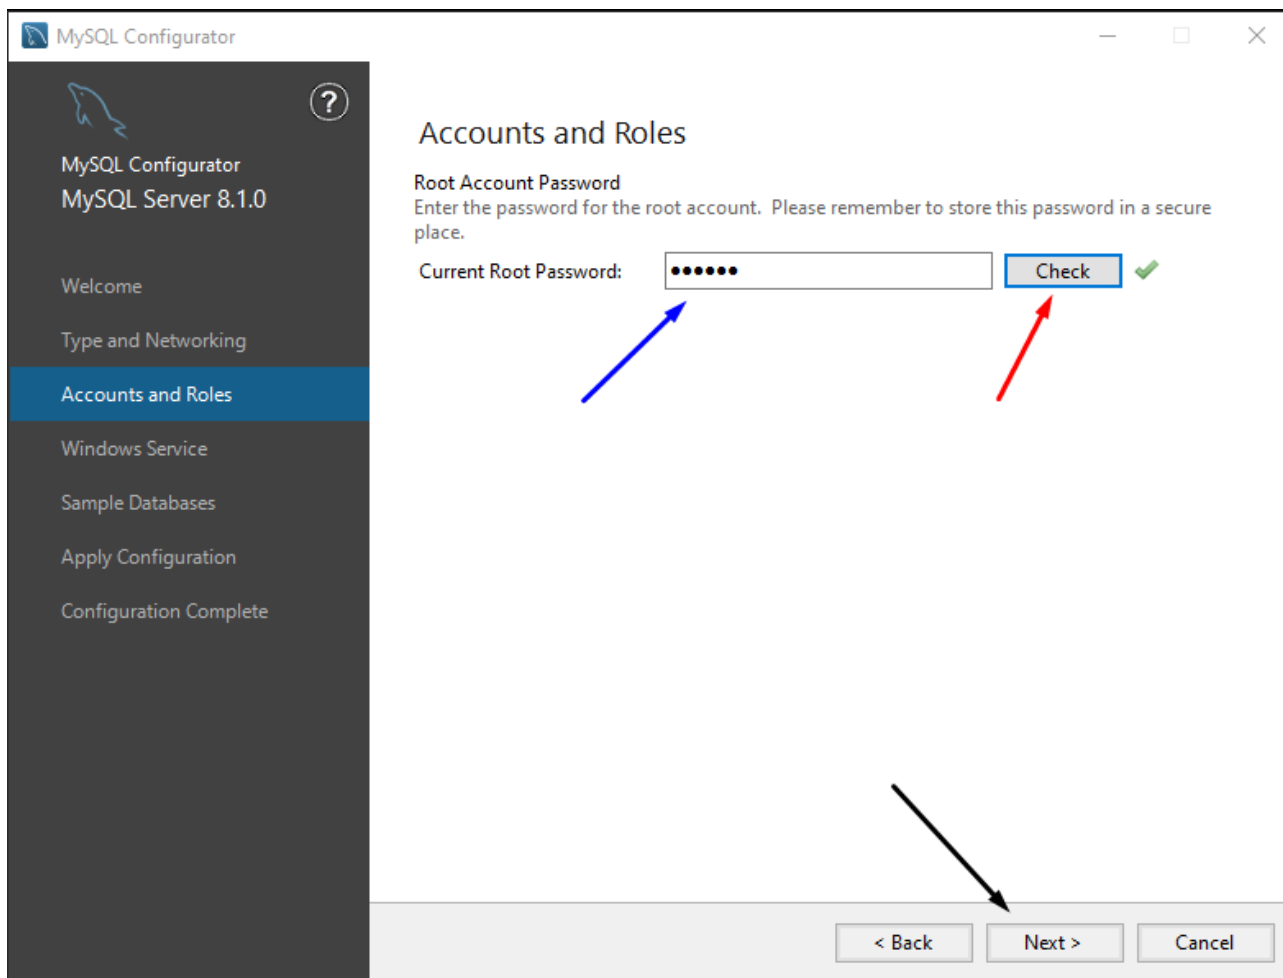 MySQL Configurator
?
MySQL Configurator
MySQL Server 8.1.0
Welcome
Type and Networking
Accounts and Roles
Windows Service
Sample Databases
Apply Configuration
Configuration Complete
Accounts and Roles
Root Account Password
Enter the password for the root account.  Please remember to store this password in a secure
place.
Current Root Password: ●●●●●● Check
< Back Next > Cancel